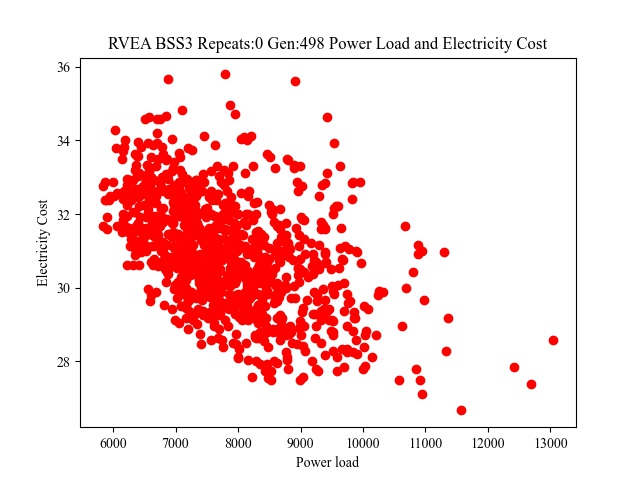 RVEA BSS3 Repeats:0 Gen:498 Power Load and Electricity Cost
36
34
32
30
28
Electricity Cost
6000 7000 8000 9000 10000 11000 12000 13000
Power load